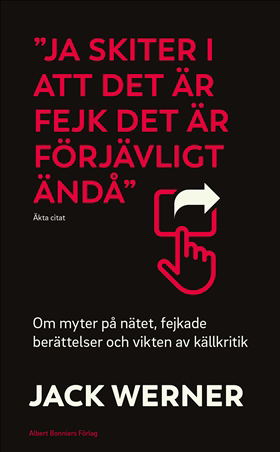 ”JA SKITER I
ATT DET ÄR
FEJK DET ÄR
FÖRJÄVLIGT
ÄNDÅ”
Äkta citat
Om myter på nätet, fejkade
berättelser och vikten av källkritik
JACK WERNER
Albert Bonniers Förlag